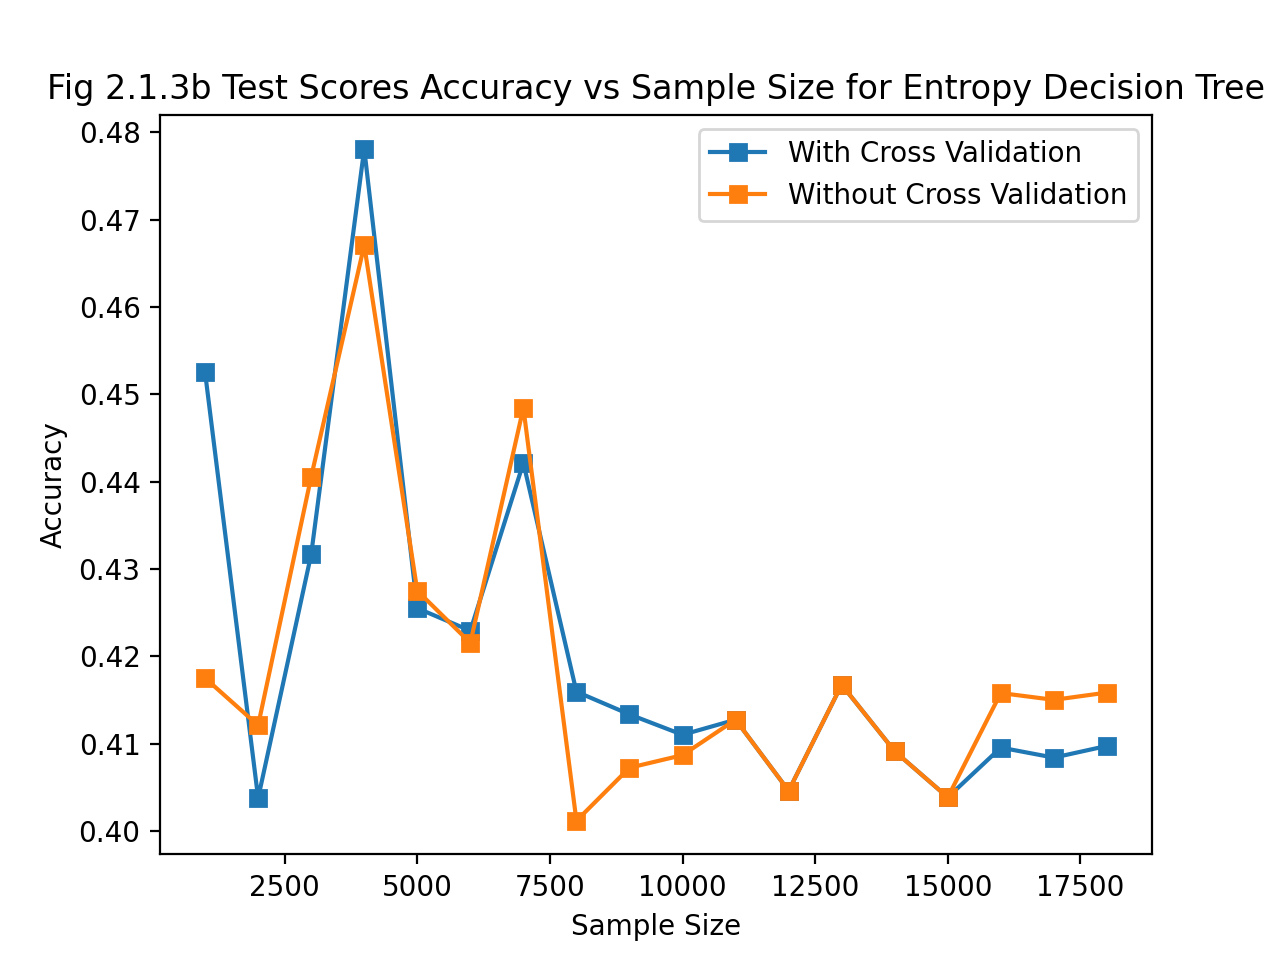 Fig 2.1.3b Test Scores Accuracy vs Sample Size for Entropy Decision Tree
With Cross Validation
Without Cross Validation
0.48
0.47
0.46
0.45
0.44
0.43
0.42
0.41
0.40
Accuracy
2500 5000 7500 10000 12500 15000 17500
Sample Size